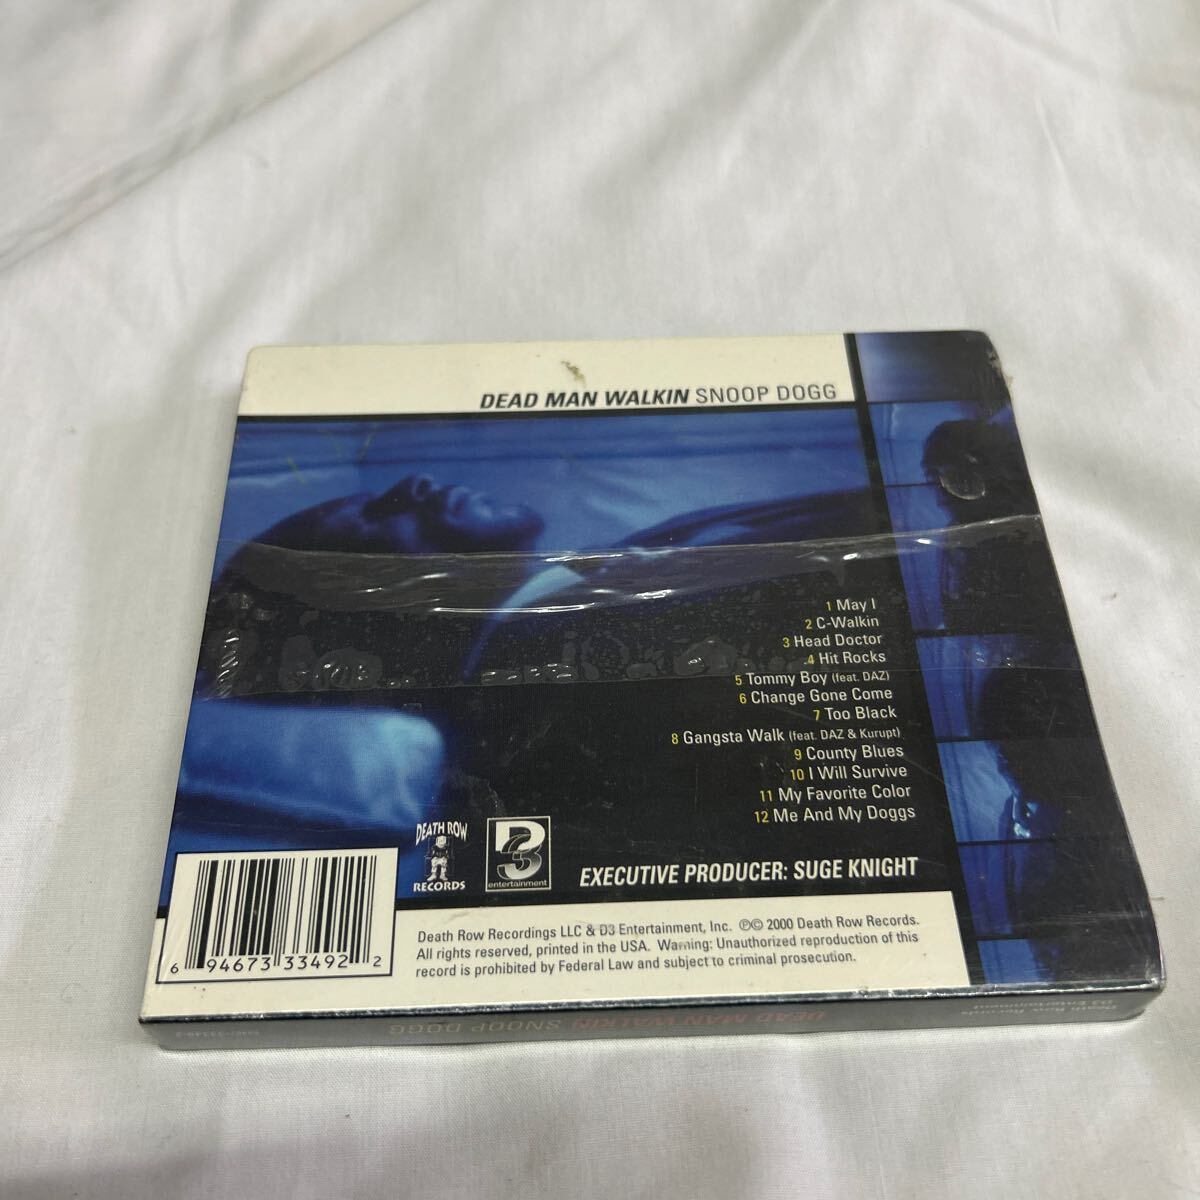 DEAD MAN WALKIN SNOOP DOGG
1 May I
2 C-Walkin
3 Head Doctor
4 Hit Rocks
5 Tommy Boy (feat. DAZ)
6 Change Gone Come
7 Too Black
8 Gangsta Walk (feat. DAZ & Kurupt)
9 County Blues
10 I Will Survive
11 My Favorite Color
12 Me And My Doggs
DEATH ROW
RECORDS
D3
entertainment
EXECUTIVE PRODUCER: SUGE KNIGHT
6 94673 33492 2
Death Row Recordings LLC & D3 Entertainment, Inc. ℗© 2000 Death Row Records.
All rights reserved, printed in the USA. Warning: Unauthorized reproduction of this
record is prohibited by Federal Law and subject to criminal prosecution.
DEAD MAN WALKIN SNOOP DOGG
Death Row Records
D3 Entertainment